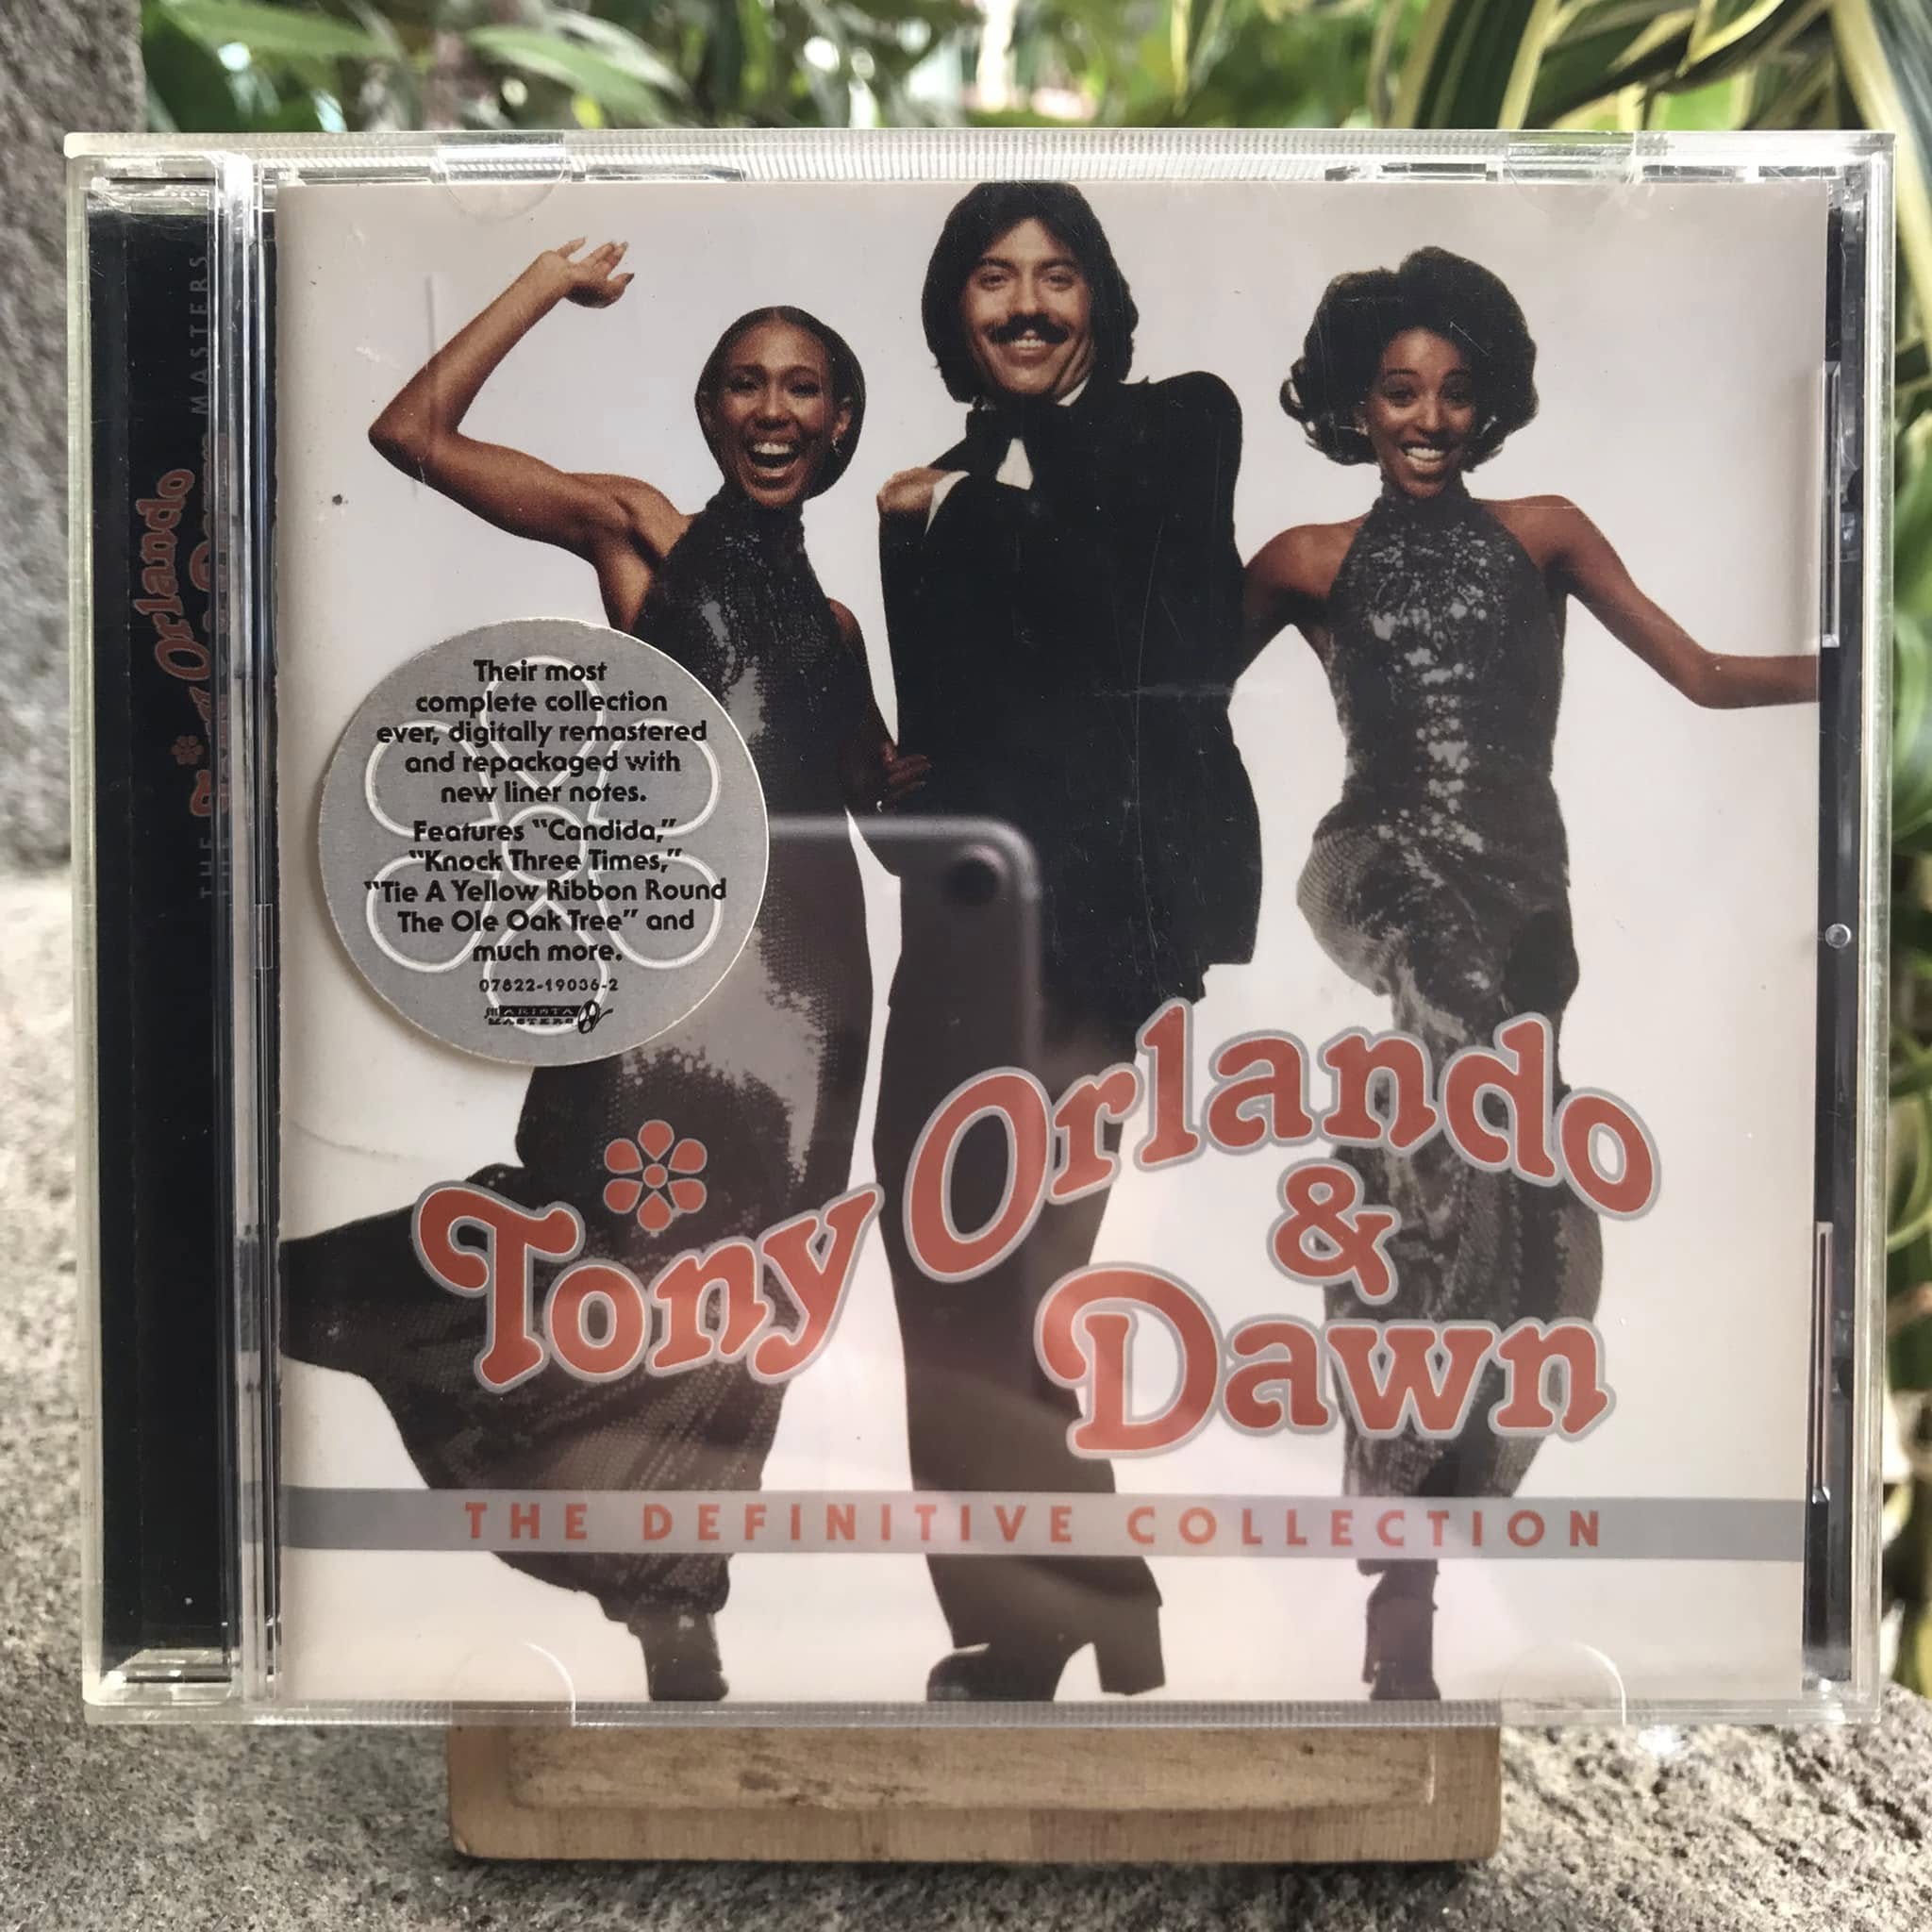 Their most
complete collection
ever, digitally remastered
and repackaged with
new liner notes.
Features "Candida,"
"Knock Three Times,"
"Tie A Yellow Ribbon Round
The Ole Oak Tree" and
much more.
07822-19036-2
ARISTA
MASTERS
Tony Orlando
&
Dawn
THE DEFINITIVE COLLECTION
Tony Orlando
THE MASTERS